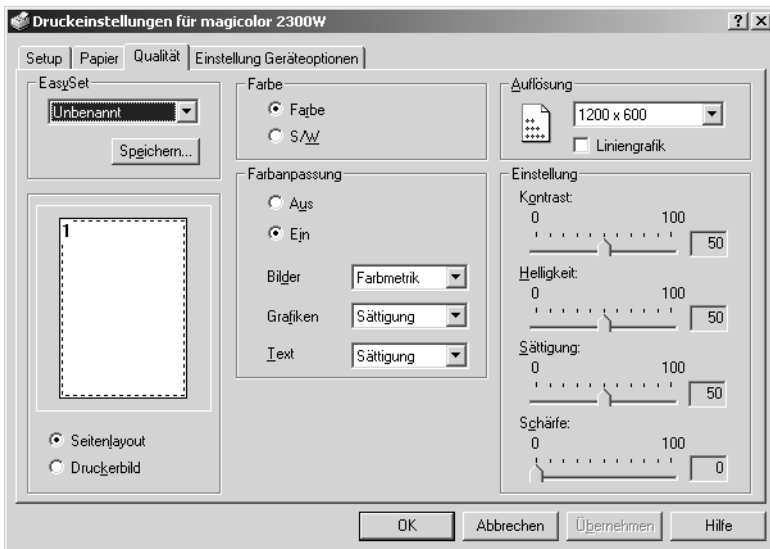 Druckeinstellungen für magicolor 2300W
Setup
Papier
Qualität
Einstellung Geräteoptionen
EasySet
Unbenannt
Speichern...
1
Seitenlayout
Druckerbild
Farbe
Farbe
S/W
Farbanpassung
Aus
Ein
Bilder Farbmetrik
Grafiken Sättigung
Text Sättigung
Auflösung
1200 x 600
Liniengrafik
Einstellung
Kontrast:
0 100
50
Helligkeit:
0 100
50
Sättigung:
0 100
50
Schärfe:
0 100
0
OK
Abbrechen
Übernehmen
Hilfe